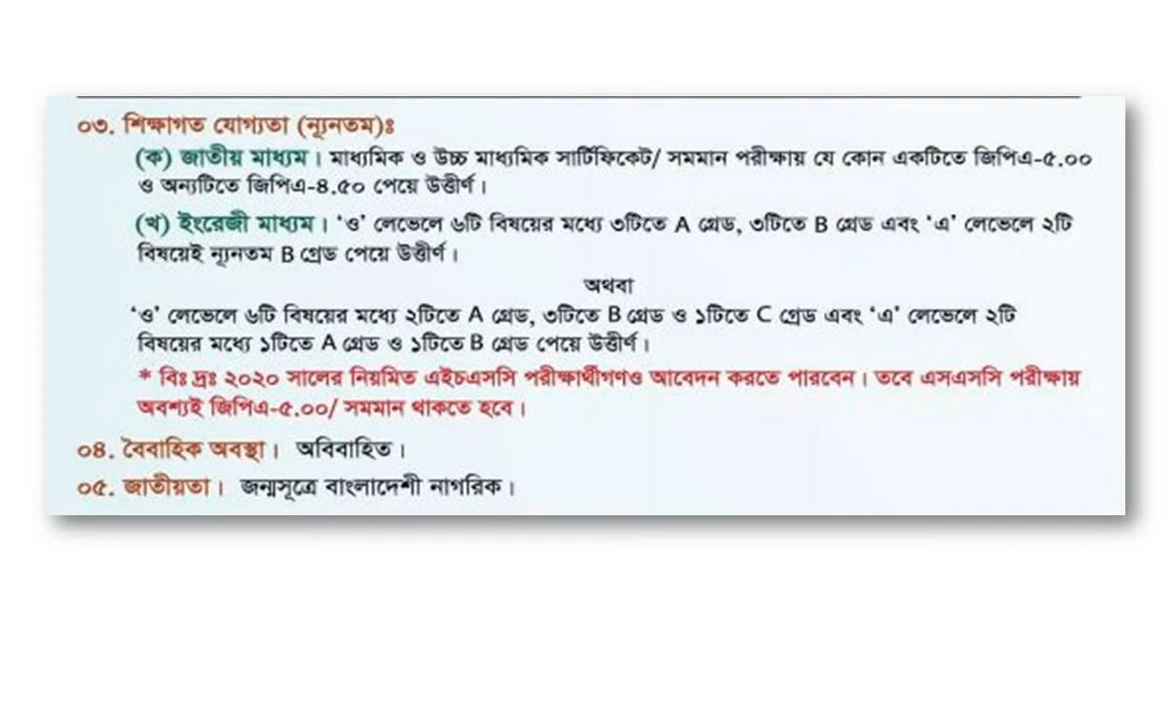 ০৩. শিক্ষাগত যোগ্যতা (ন্যূনতম)ঃ
(ক) জাতীয় মাধ্যম। মাধ্যমিক ও উচ্চ মাধ্যমিক সার্টিফিকেট/ সমমান পরীক্ষায় যে কোন একটিতে জিপিএ-৫.০০
ও অন্যটিতে জিপিএ-৪.৫০ পেয়ে উত্তীর্ণ।
(খ) ইংরেজী মাধ্যম। ‘ও’ লেভেলে ৬টি বিষয়ের মধ্যে ৩টিতে A গ্রেড, ৩টিতে B গ্রেড এবং ‘এ’ লেভেলে ২টি
বিষয়েই ন্যূনতম B গ্রেড পেয়ে উত্তীর্ণ।
অথবা
‘ও’ লেভেলে ৬টি বিষয়ের মধ্যে ২টিতে A গ্রেড, ৩টিতে B গ্রেড ও ১টিতে C গ্রেড এবং ‘এ’ লেভেলে ২টি
বিষয়ের মধ্যে ১টিতে A গ্রেড ও ১টিতে B গ্রেড পেয়ে উত্তীর্ণ।
* বিঃ দ্রঃ ২০২০ সালের নিয়মিত এইচএসসি পরীক্ষার্থীগণও আবেদন করতে পারবেন। তবে এসএসসি পরীক্ষায়
অবশ্যই জিপিএ-৫.০০/ সমমান থাকতে হবে।
০৪. বৈবাহিক অবস্থা। অবিবাহিত।
০৫. জাতীয়তা। জন্মসূত্রে বাংলাদেশী নাগরিক।